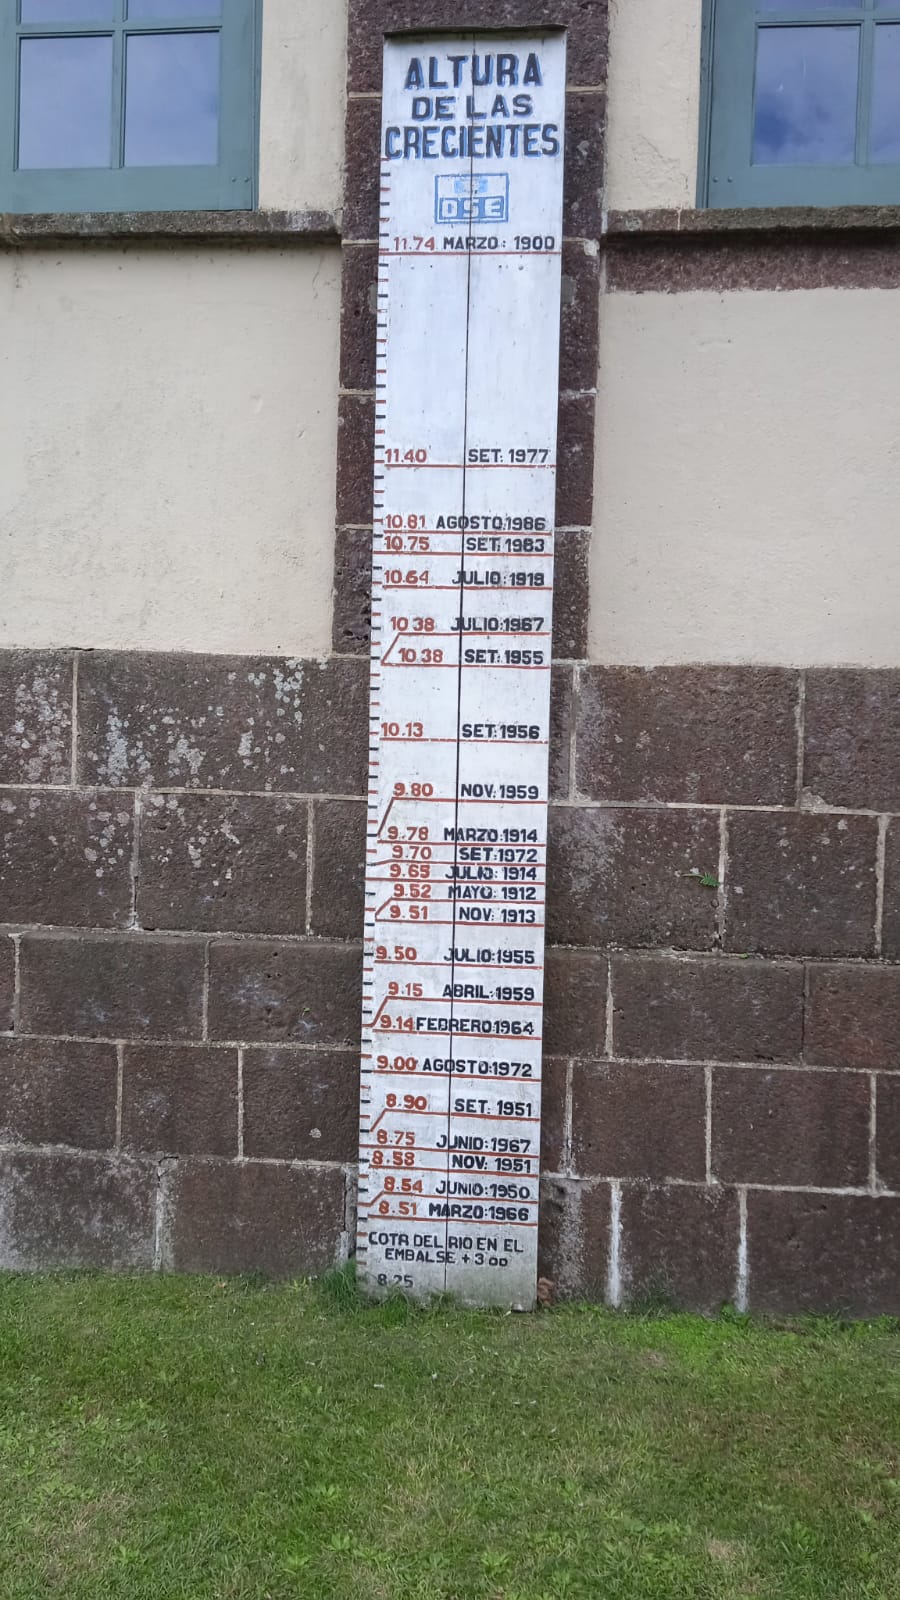 ALTURA
DE LAS
CRECIENTES
OSE
11.74 MARZO: 1900
11.40 SET: 1977
10.81 AGOSTO:1986
10.75 SET:1983
10.64 JULIO:1919
10 38 JULIO:1967
10.38 SET:1955
10.13 SET:1956
9.80 NOV:1959
9.78 MARZO:1914
9.70 SET:1972
9.65 JULIO:1914
9.52 MAYO:1912
9.51 NOV: 1913
9.50 JULIO:1955
9.15 ABRIL:1959
9.14 FEBRERO:1964
9.00 AGOSTO:1972
8.90 SET: 1951
8.75 JUNIO:1967
8.58 NOV: 1951
8.54 JUNIO:1950
8.51 MARZO:1966
COTA DEL RIO EN EL
EMBALSE + 3 00
8.25